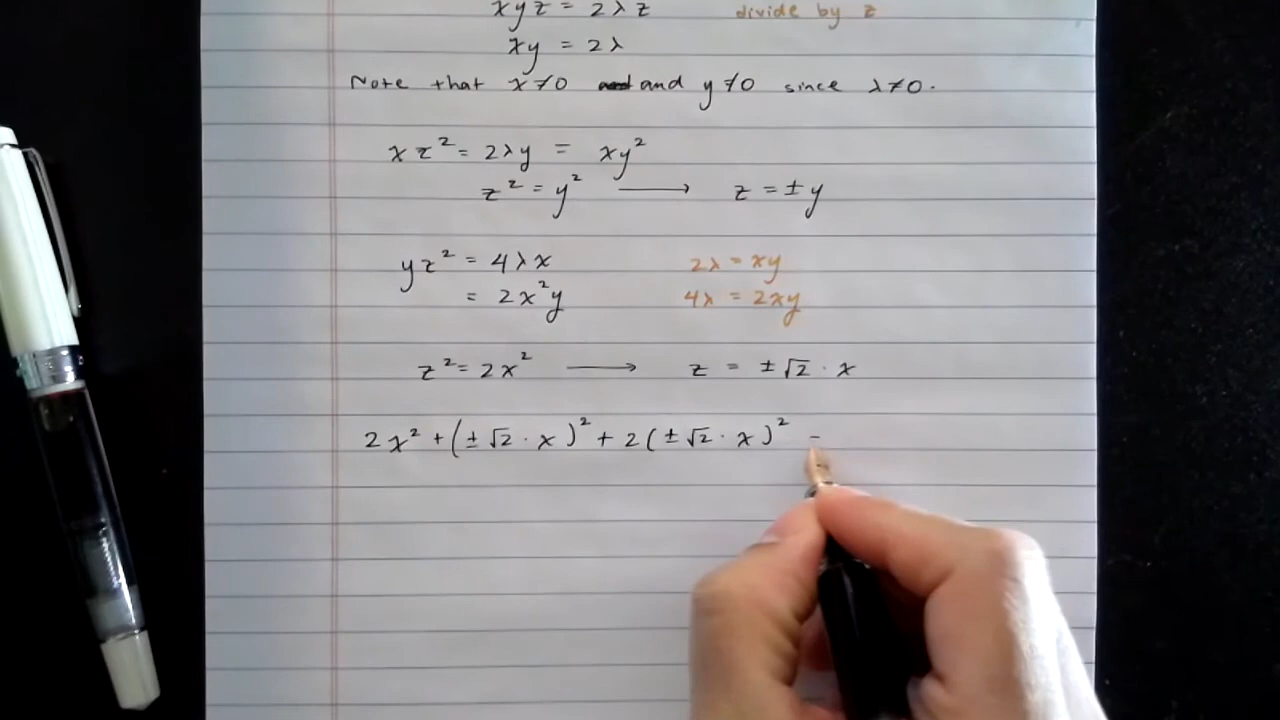 xyz = 2λz divide by z
xy = 2λ
Note that x≠0 and y≠0 since λ≠0.
xz² = 2λy = xy²
z² = y² ⟶ z = ±y
yz² = 4λx 2λ = xy
= 2x²y 4λ = 2xy
z² = 2x² ⟶ z = ±√2 · x
2x² + (±√2 · x)² + 2(±√2 · x)² -